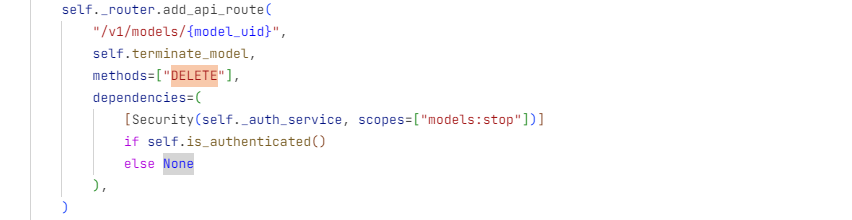 self._router.add_api_route(
"/v1/models/{model_uid}",
self.terminate_model,
methods=["DELETE"],
dependencies=(
[Security(self._auth_service, scopes=["models:stop"])]
if self.is_authenticated()
else None
),
)